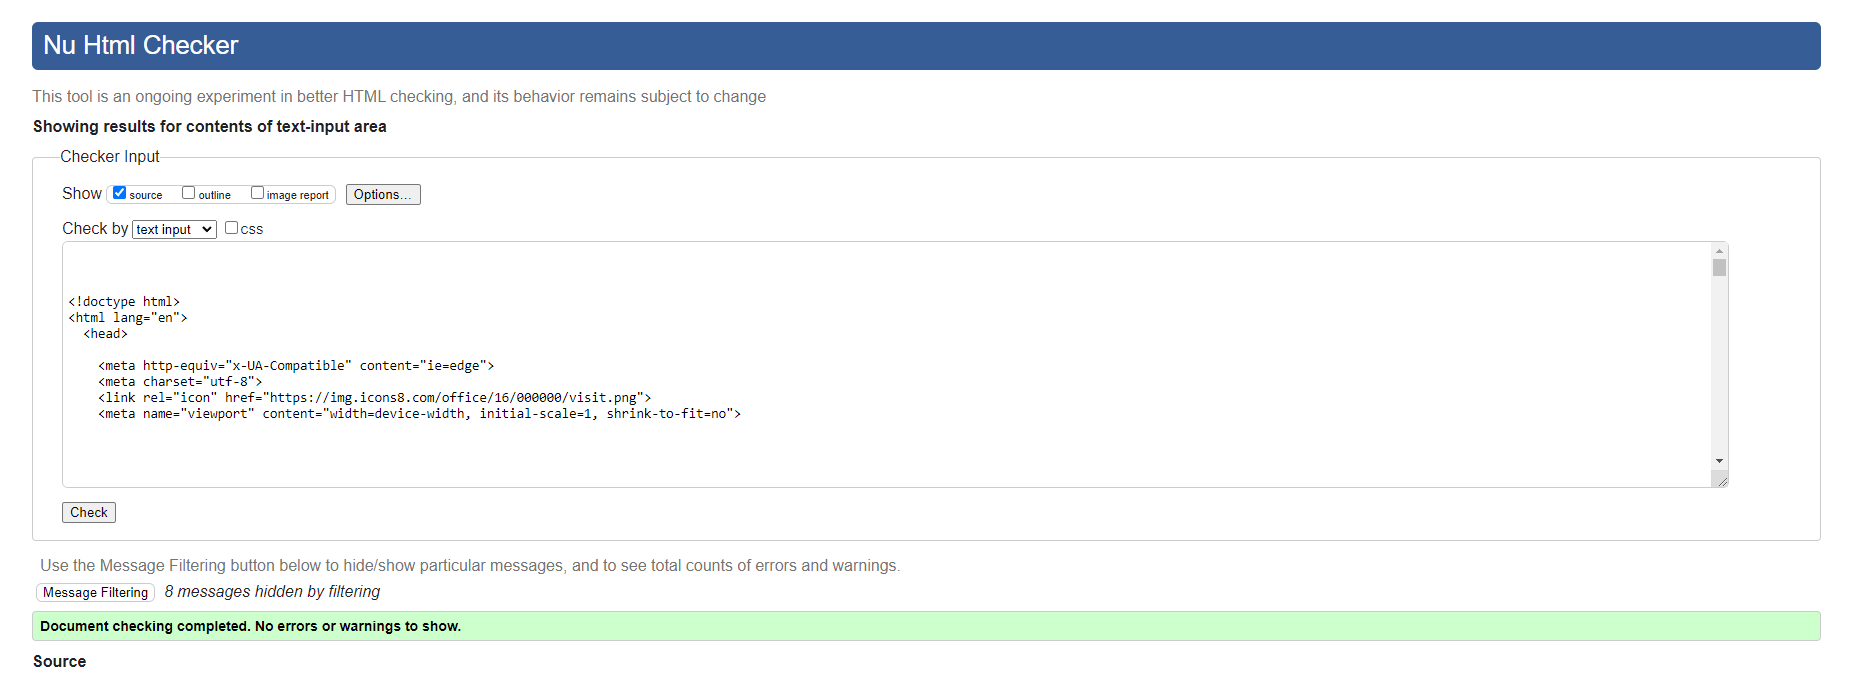 Nu Html Checker
This tool is an ongoing experiment in better HTML checking, and its behavior remains subject to change
Showing results for contents of text-input area
Checker Input
Show source outline image report Options...
Check by text input css
<!doctype html>
<html lang="en">
<head>
<meta http-equiv="x-UA-Compatible" content="ie=edge">
<meta charset="utf-8">
<link rel="icon" href="https://img.icons8.com/office/16/000000/visit.png">
<meta name="viewport" content="width=device-width, initial-scale=1, shrink-to-fit=no">
Check
Use the Message Filtering button below to hide/show particular messages, and to see total counts of errors and warnings.
Message Filtering 8 messages hidden by filtering
Document checking completed. No errors or warnings to show.
Source